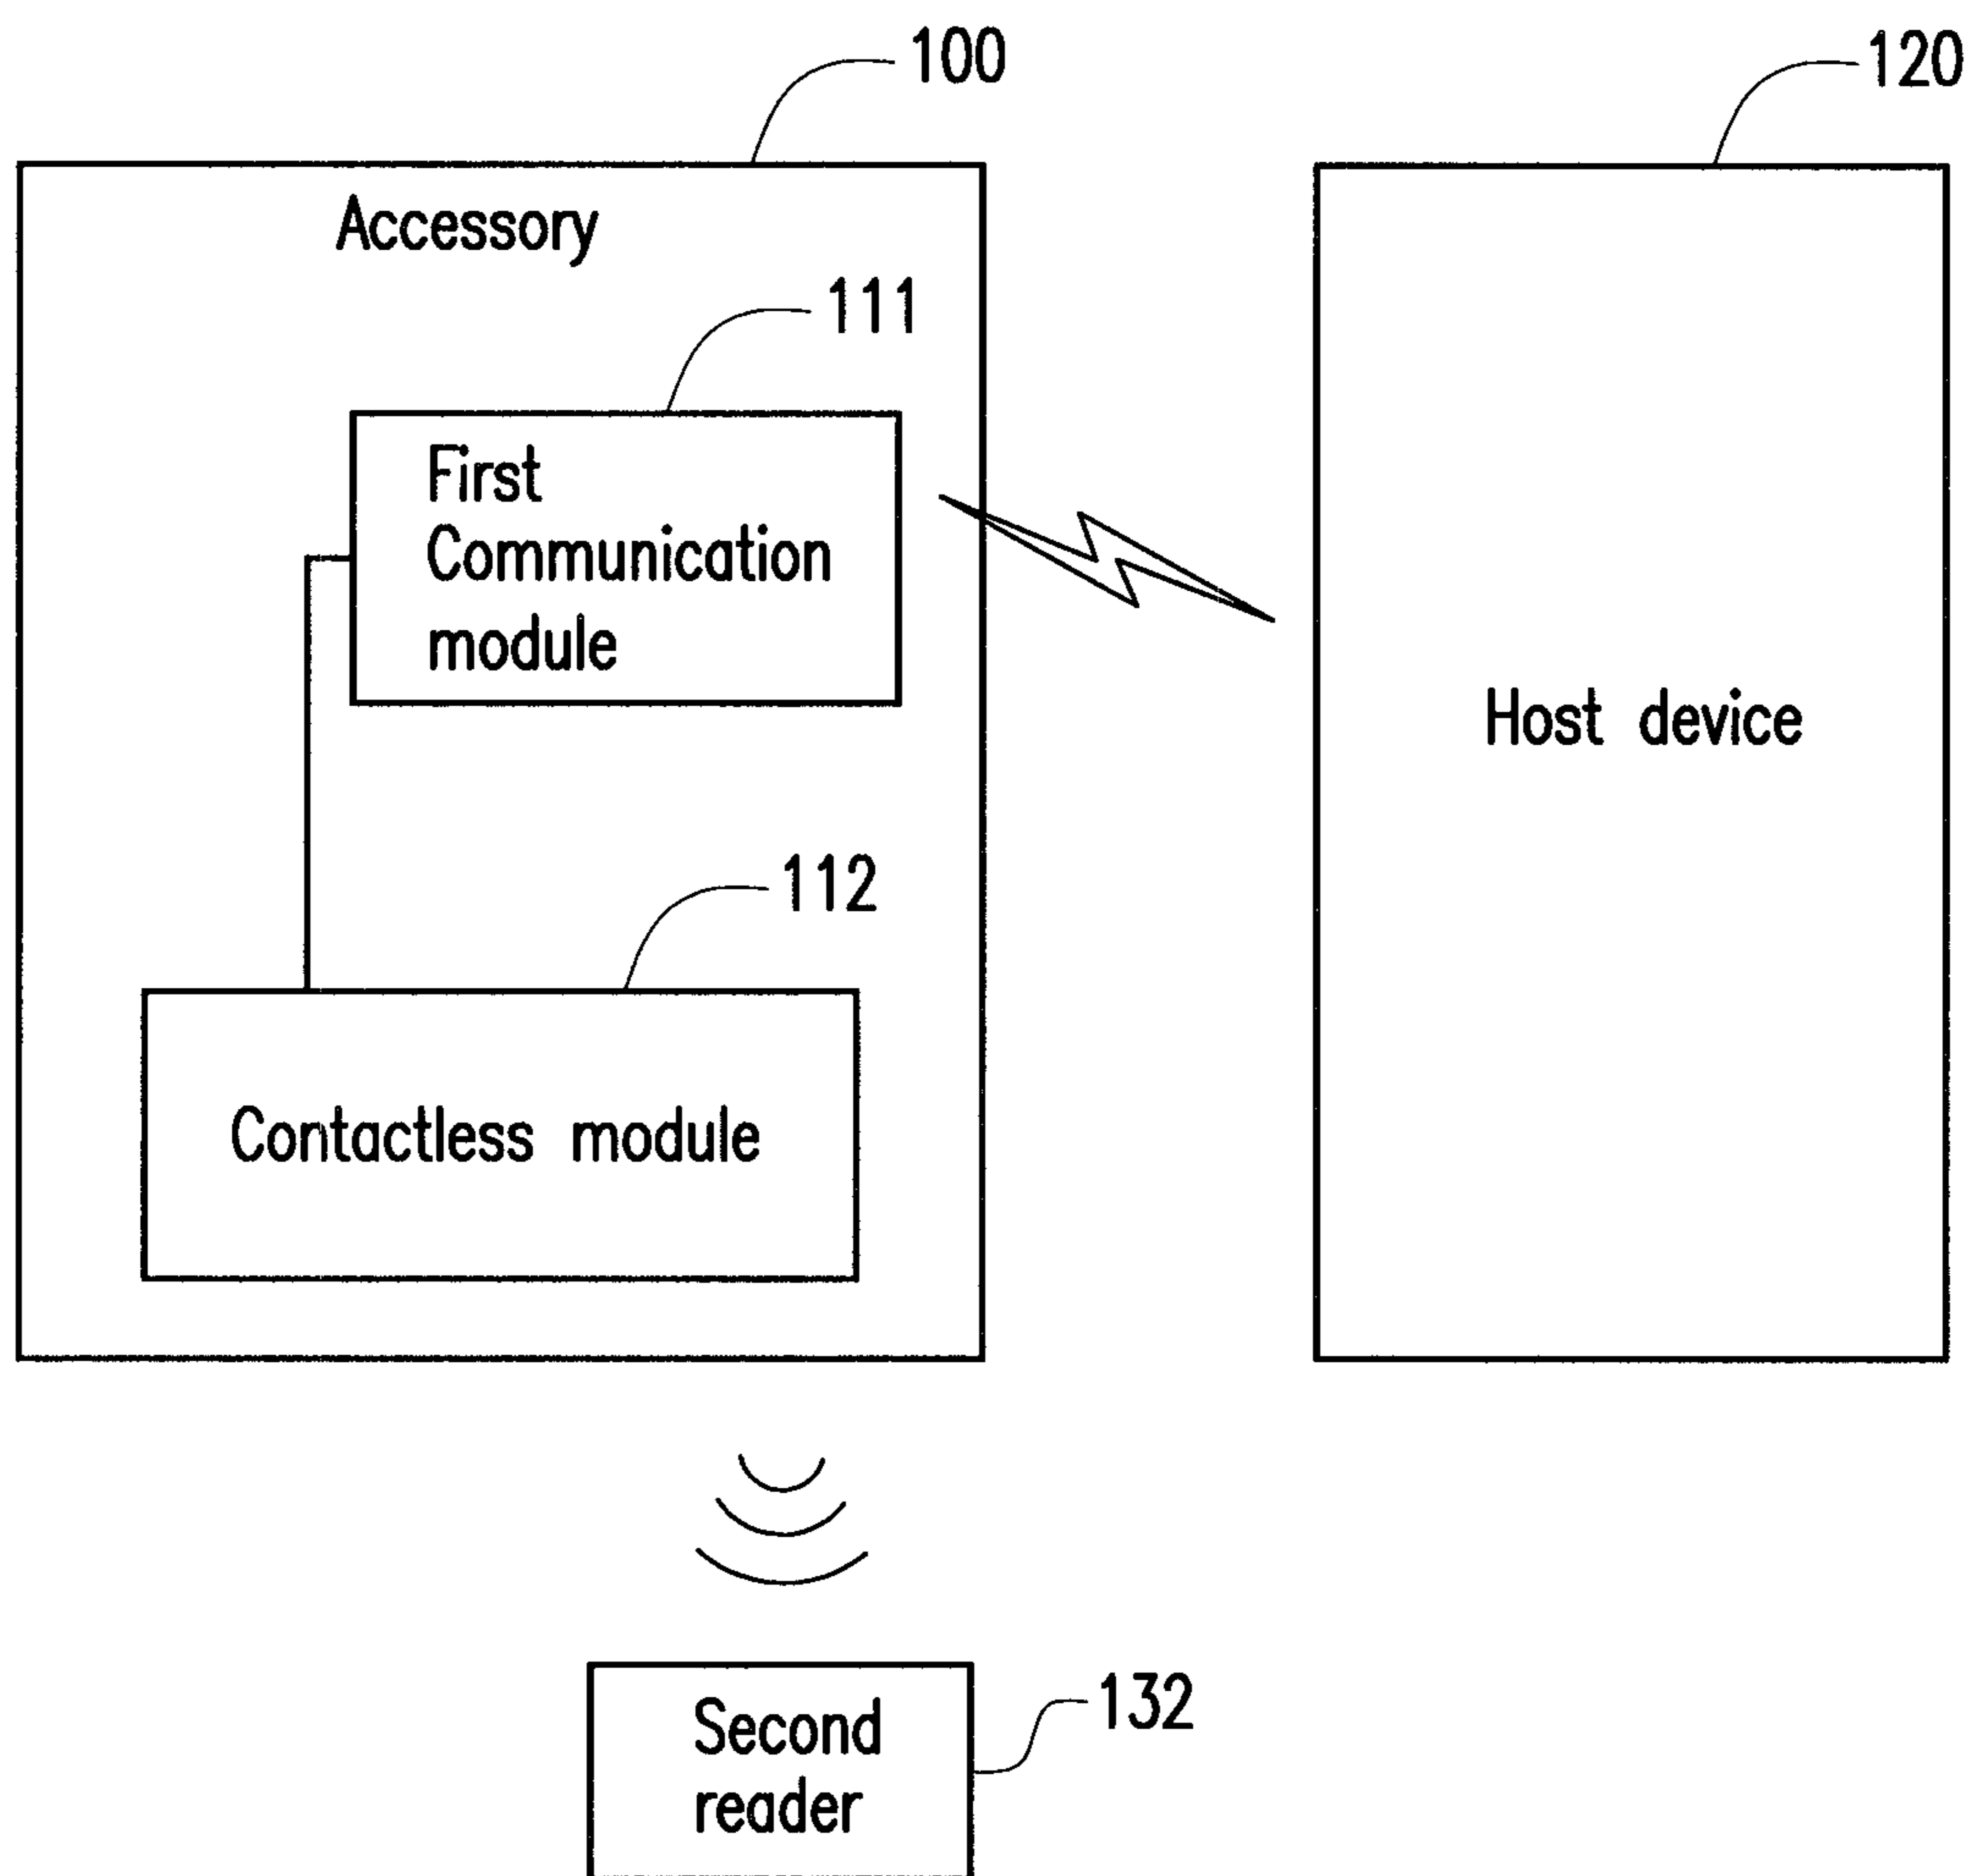 100
120
Accessory
111
First
Communication
module
Host device
112
Contactless module
Second
reader
132